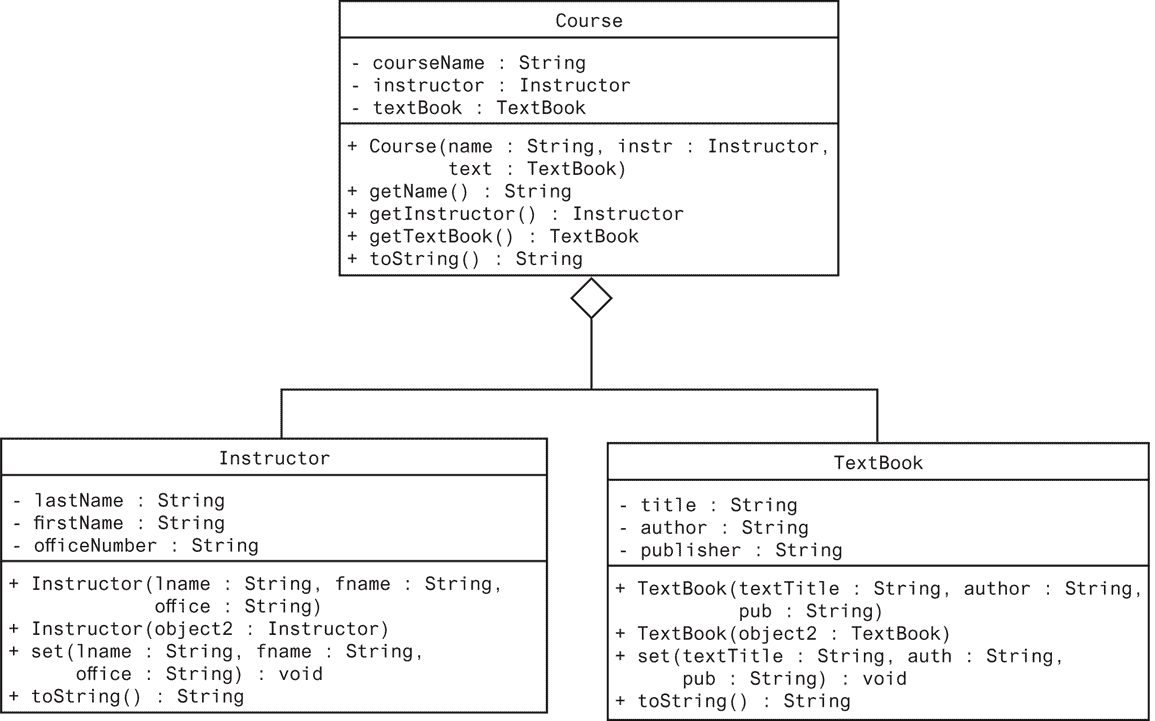 Course
- courseName : String
- instructor : Instructor
- textBook : TextBook
+ Course(name : String, instr : Instructor,
text : TextBook)
+ getName() : String
+ getInstructor() : Instructor
+ getTextBook() : TextBook
+ toString() : String
Instructor
- lastName : String
- firstName : String
- officeNumber : String
+ Instructor(lname : String, fname : String,
office : String)
+ Instructor(object2 : Instructor)
+ set(lname : String, fname : String,
office : String) : void
+ toString() : String
TextBook
- title : String
- author : String
- publisher : String
+ TextBook(textTitle : String, author : String,
pub : String)
+ TextBook(object2 : TextBook)
+ set(textTitle : String, auth : String,
pub : String) : void
+ toString() : String